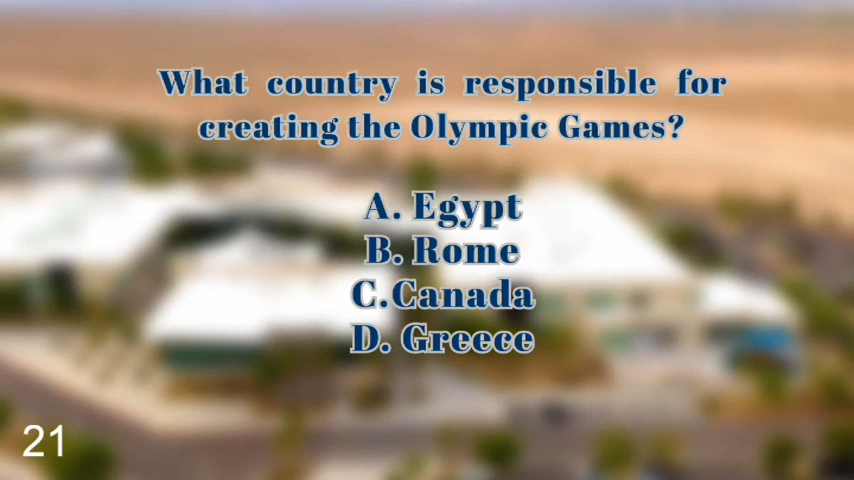 What country is responsible for
creating the Olympic Games?
A. Egypt
B. Rome
C.Canada
D. Greece
21